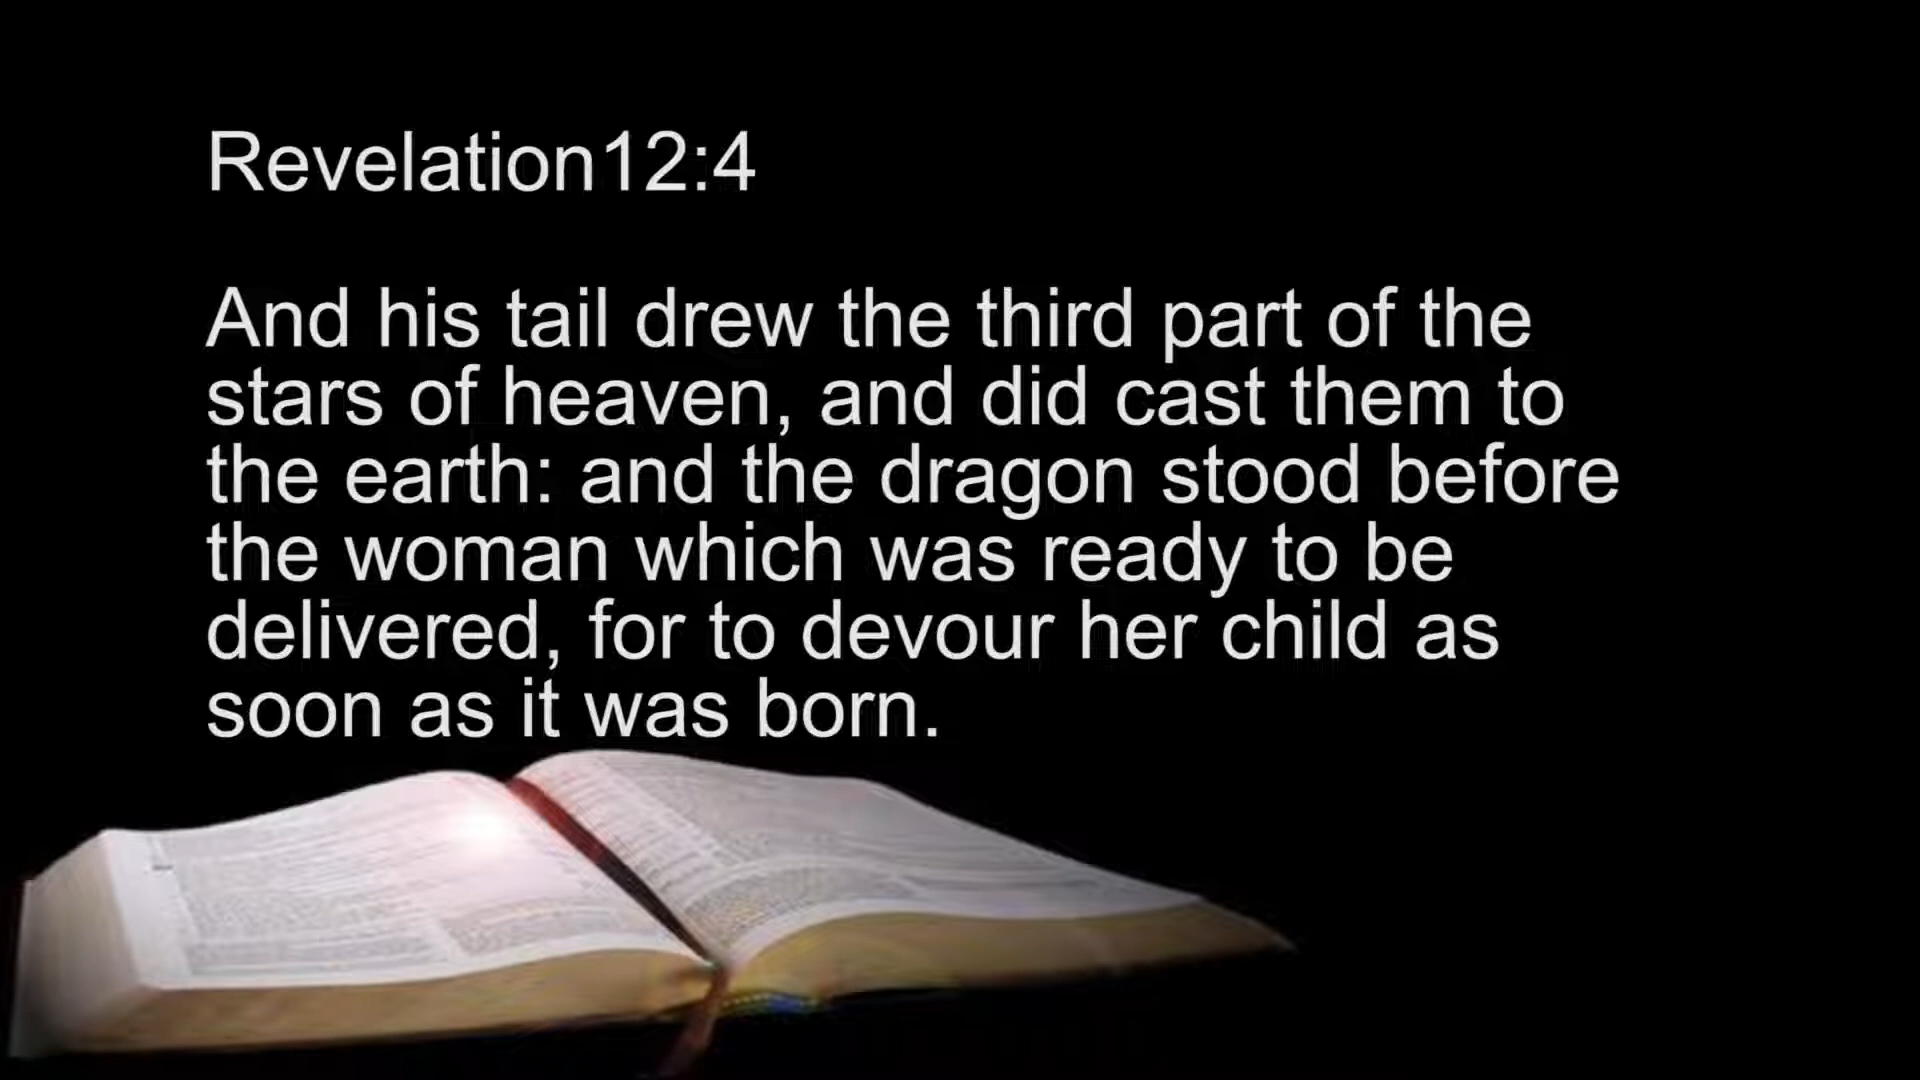 Revelation12:4
And his tail drew the third part of the
stars of heaven, and did cast them to
the earth: and the dragon stood before
the woman which was ready to be
delivered, for to devour her child as
soon as it was born.